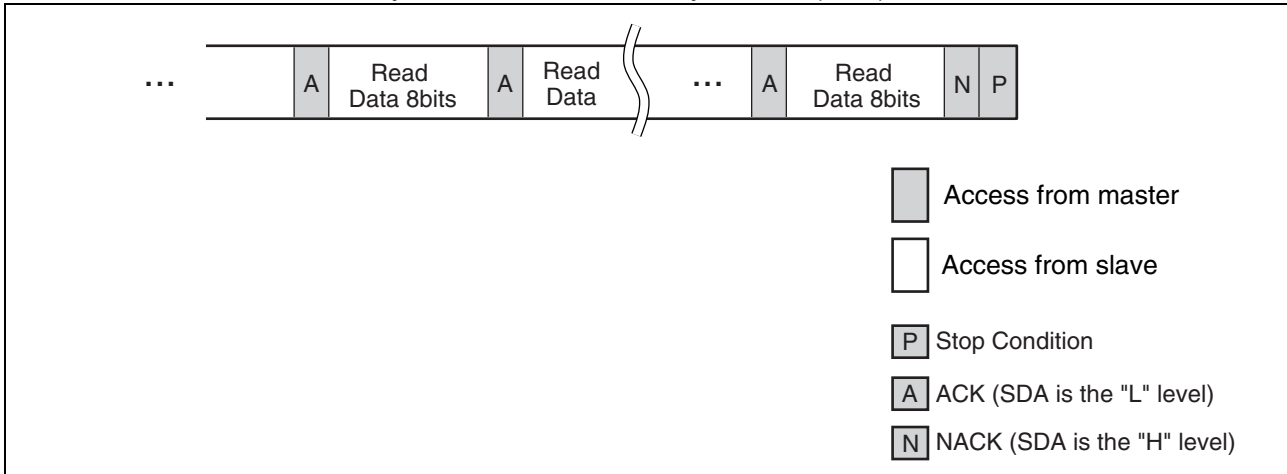 ... A Read Data 8bits A Read Data ... A Read Data 8bits N P
Access from master
Access from slave
P Stop Condition
A ACK (SDA is the "L" level)
N NACK (SDA is the "H" level)